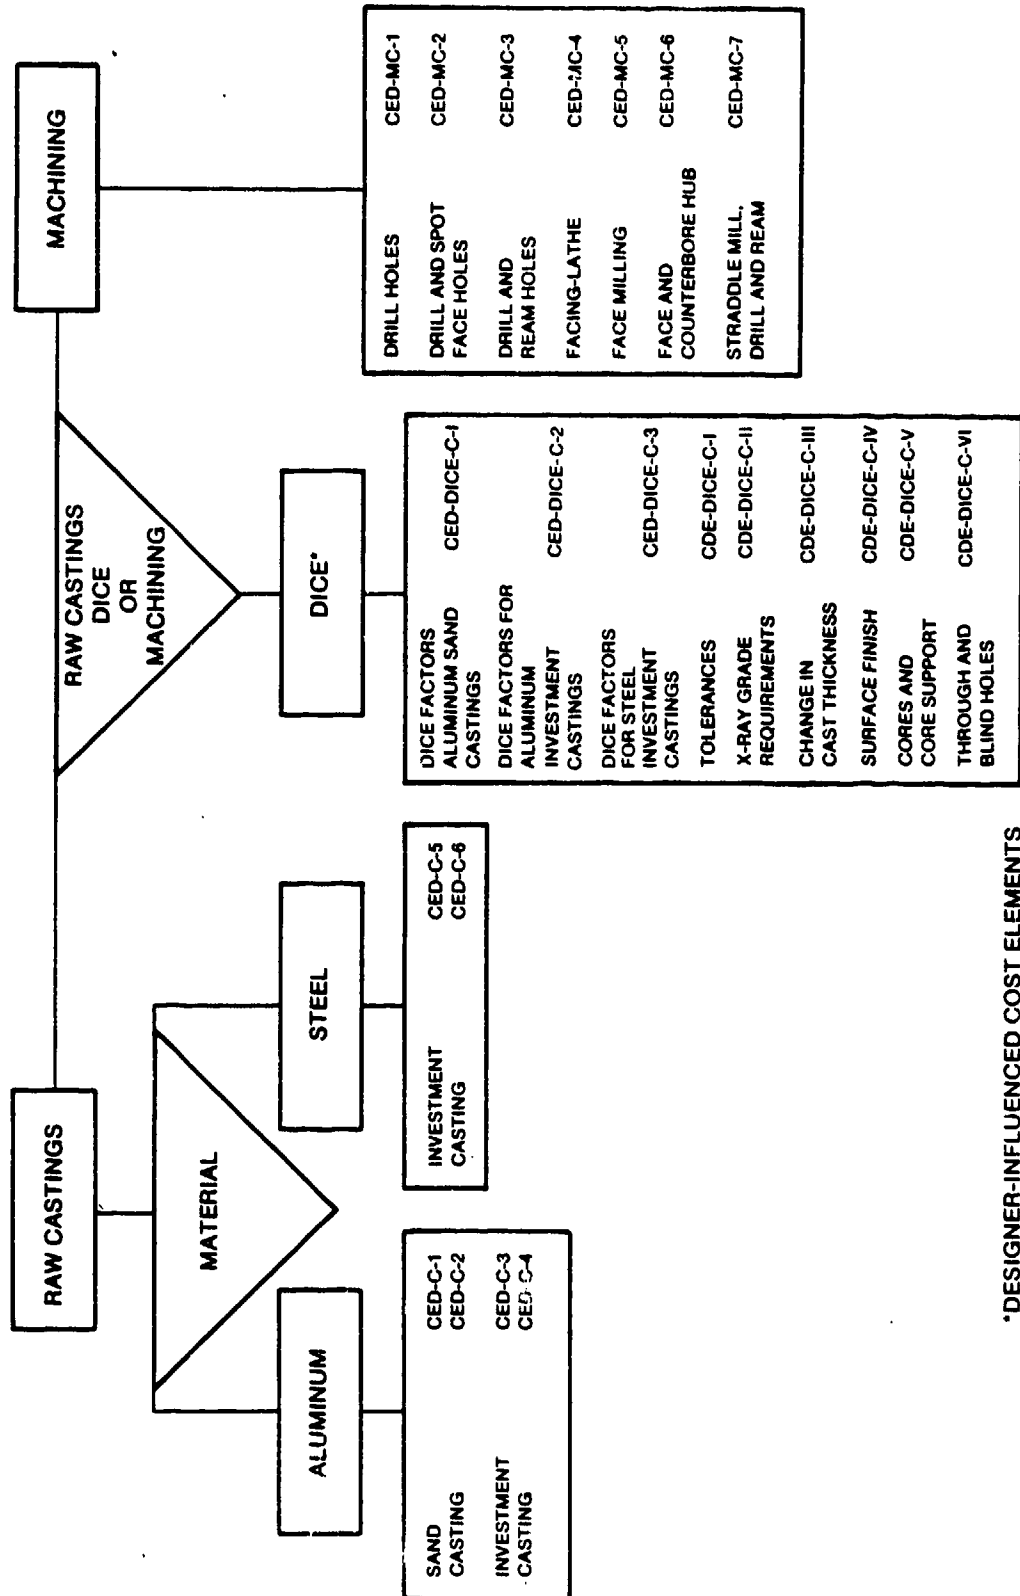 RAW CASTINGS
DICE
OR
MACHINING
RAW CASTINGS
MACHINING
MATERIAL
ALUMINUM
STEEL
DICE*
SAND CED-C-1
CASTING CED-C-2
INVESTMENT CED-C-3
CASTING CED-C-4
INVESTMENT CED-C-5
CASTING CED-C-6
DICE FACTORS
ALUMINUM SAND CED-DICE-C-I
CASTINGS
DICE FACTORS FOR
ALUMINUM
INVESTMENT CED-DICE-C-2
CASTINGS
DICE FACTORS
FOR STEEL
INVESTMENT CED-DICE-C-3
CASTINGS
TOLERANCES CDE-DICE-C-I
X-RAY GRADE CDE-DICE-C-II
REQUIREMENTS
CHANGE IN CDE-DICE-C-III
CAST THICKNESS
SURFACE FINISH CDE-DICE-C-IV
CORES AND CDE-DICE-C-V
CORE SUPPORT
THROUGH AND CDE-DICE-C-VI
BLIND HOLES
DRILL HOLES CED-MC-1
DRILL AND SPOT CED-MC-2
FACE HOLES
DRILL AND CED-MC-3
REAM HOLES
FACING-LATHE CED-MC-4
FACE MILLING CED-MC-5
FACE AND CED-MC-6
COUNTERBORE HUB
STRADDLE MILL, CED-MC-7
DRILL AND REAM
*DESIGNER-INFLUENCED COST ELEMENTS